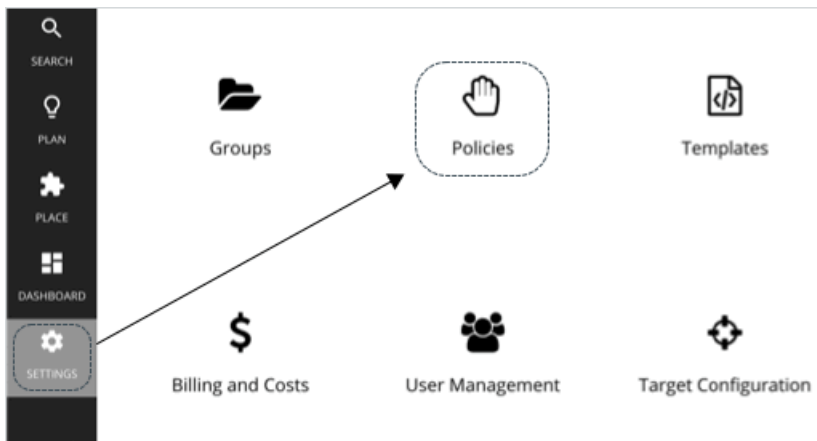 SEARCH
PLAN
PLACE
DASHBOARD
SETTINGS
Groups
Policies
Templates
Billing and Costs
User Management
Target Configuration